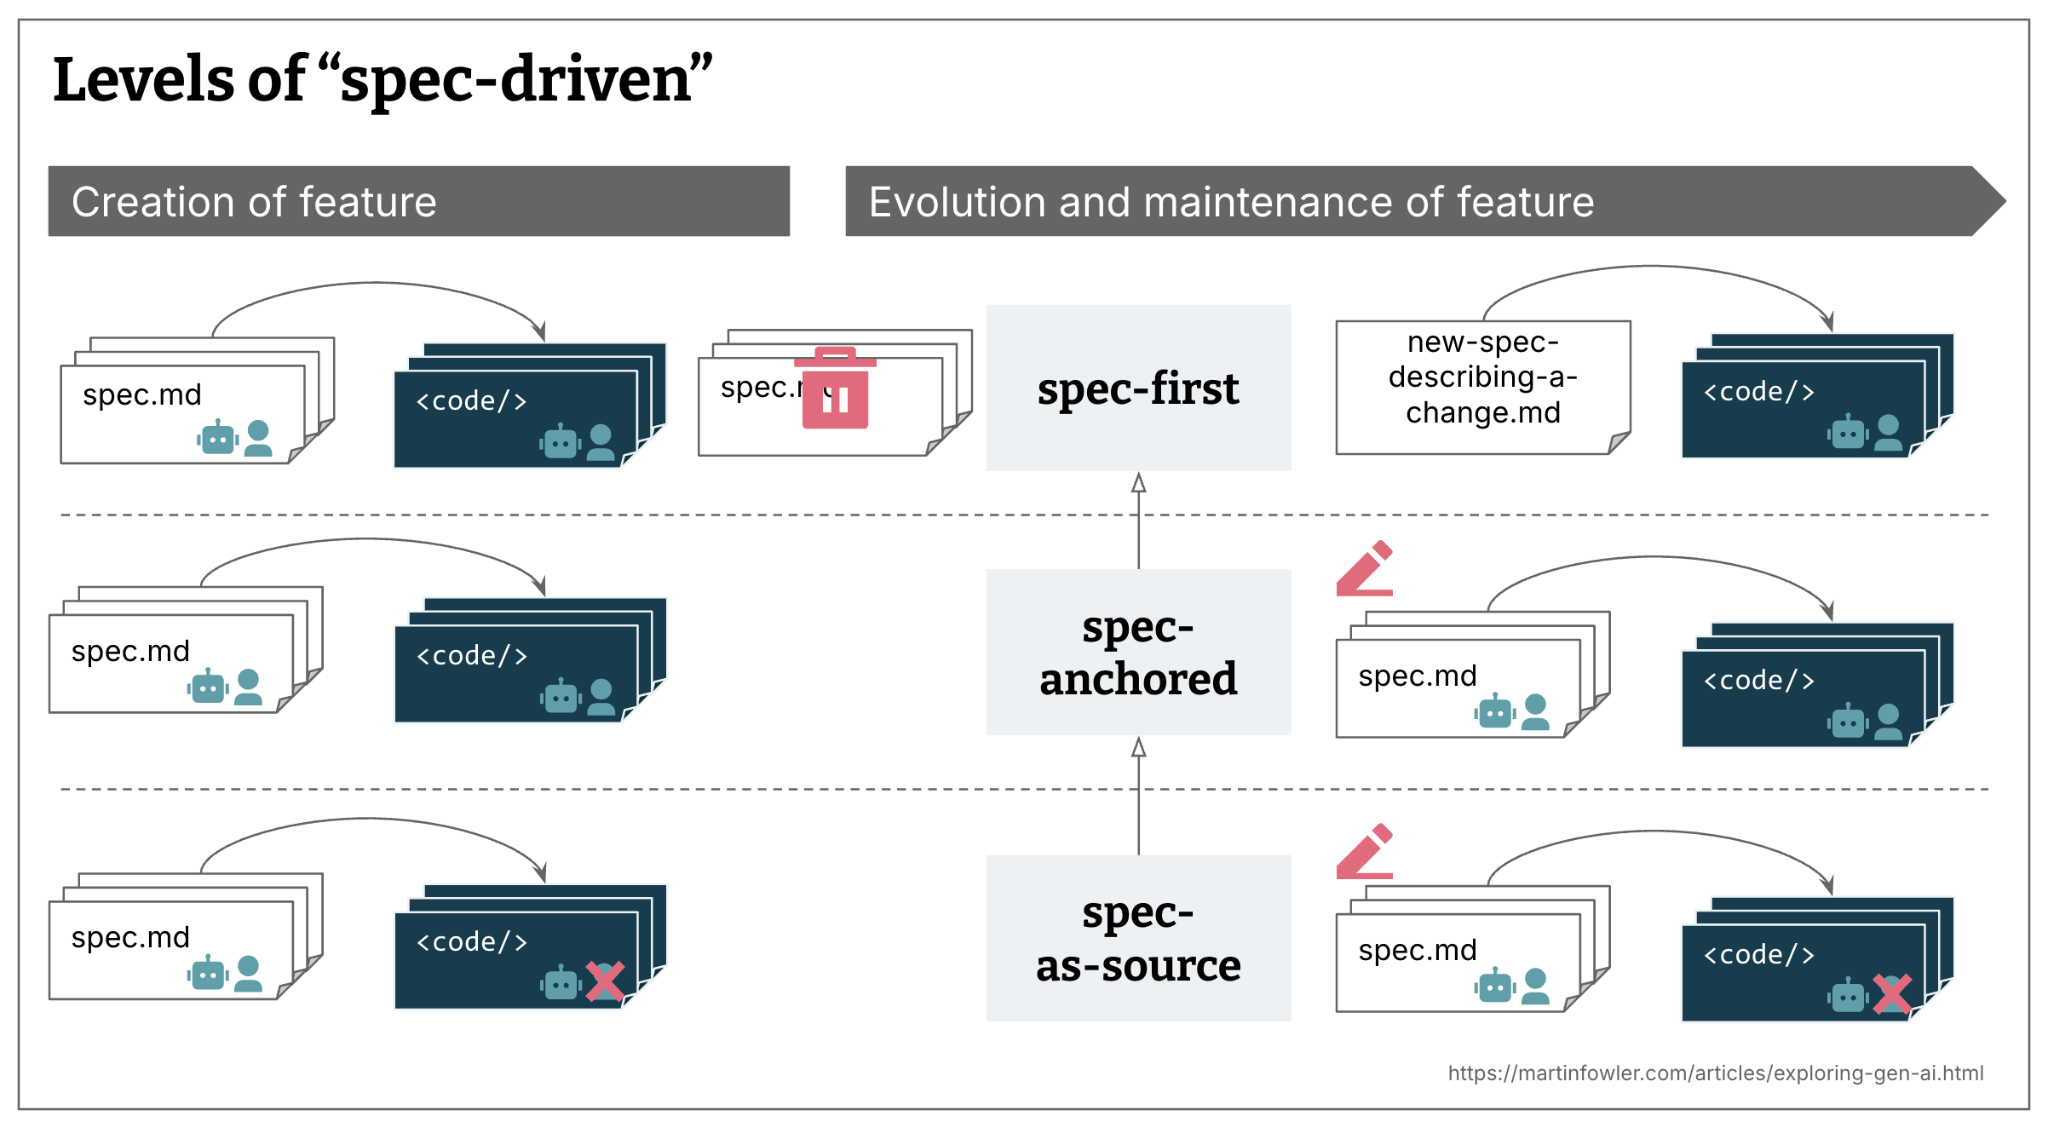 Levels of “spec-driven”
Creation of feature
Evolution and maintenance of feature
spec.md
<code/>
spec-first
new-spec-
describing-a-
change.md
<code/>
spec.md
<code/>
spec-
anchored
spec.md
<code/>
spec.md
<code/>
spec-
as-source
spec.md
<code/>
https://martinfowler.com/articles/exploring-gen-ai.html